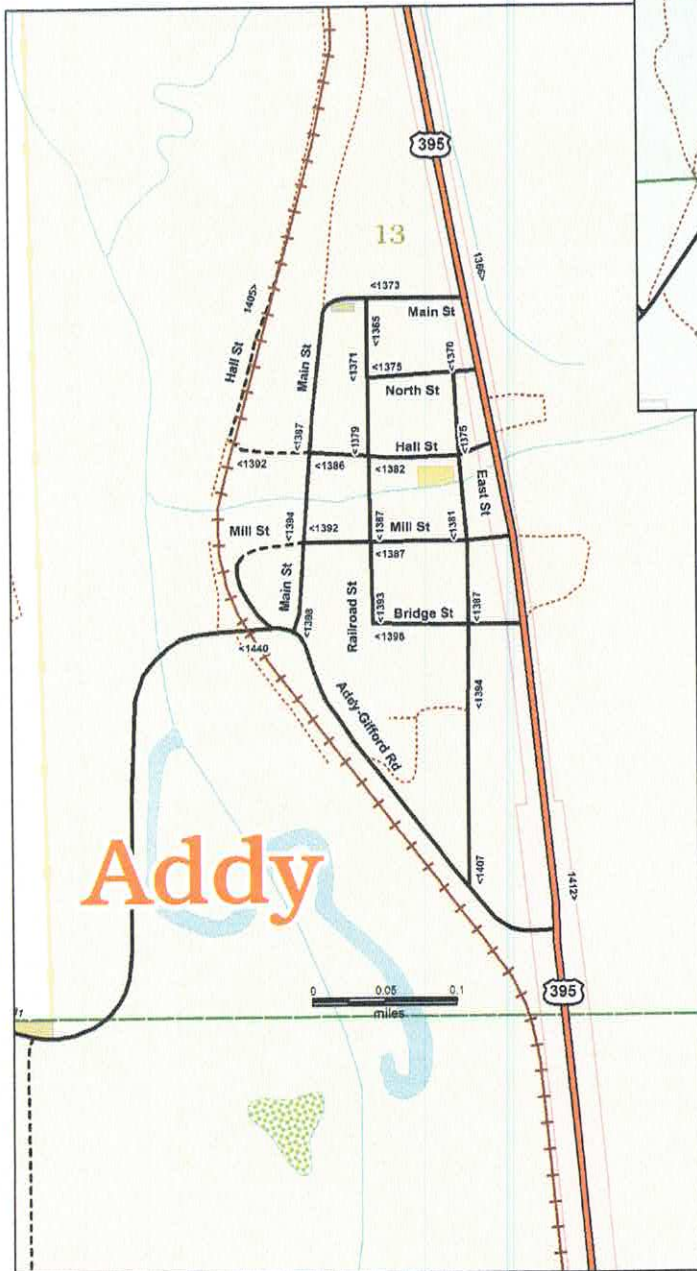 395
13
1366>
<1373
Main St
<1365
1405>
<1371
<1370
<1375
North St
Hall St
Main St
<1387
<1379
Hall St
<1375
<1392
<1386
<1382
East St
<1394
<1392
<1387
Mill St
<1381
Mill St
<1387
Main St
<1398
Railroad St
<1393
Bridge St
<1387
<1395
<1440
<1394
Addy-Gifford Rd
Addy
<1407
1412>
0 0.05 0.1
miles
395